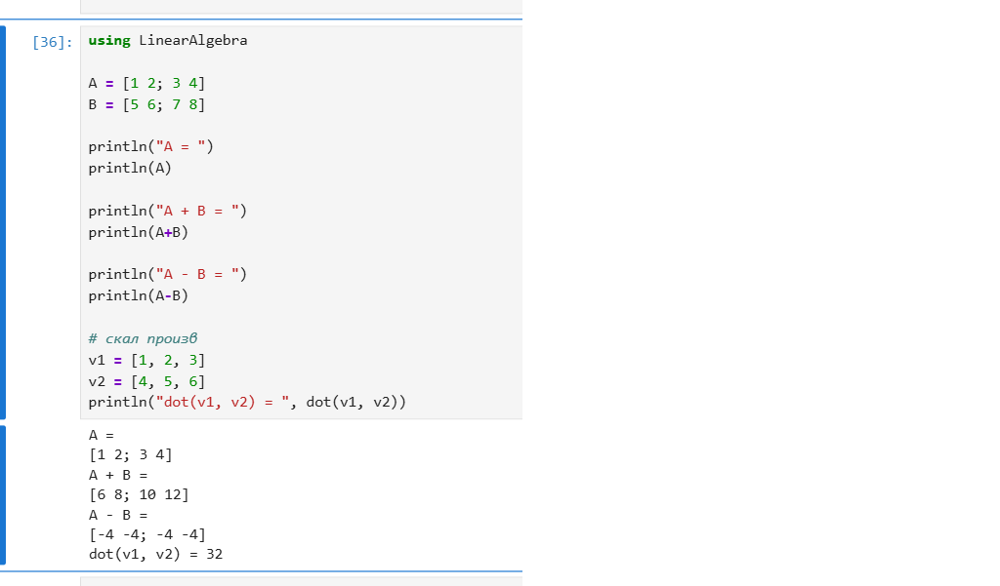 [36]: using LinearAlgebra
A = [1 2; 3 4]
B = [5 6; 7 8]
println("A = ")
println(A)
println("A + B = ")
println(A+B)
println("A - B = ")
println(A-B)
# скал произв
v1 = [1, 2, 3]
v2 = [4, 5, 6]
println("dot(v1, v2) = ", dot(v1, v2))
A =
[1 2; 3 4]
A + B =
[6 8; 10 12]
A - B =
[-4 -4; -4 -4]
dot(v1, v2) = 32